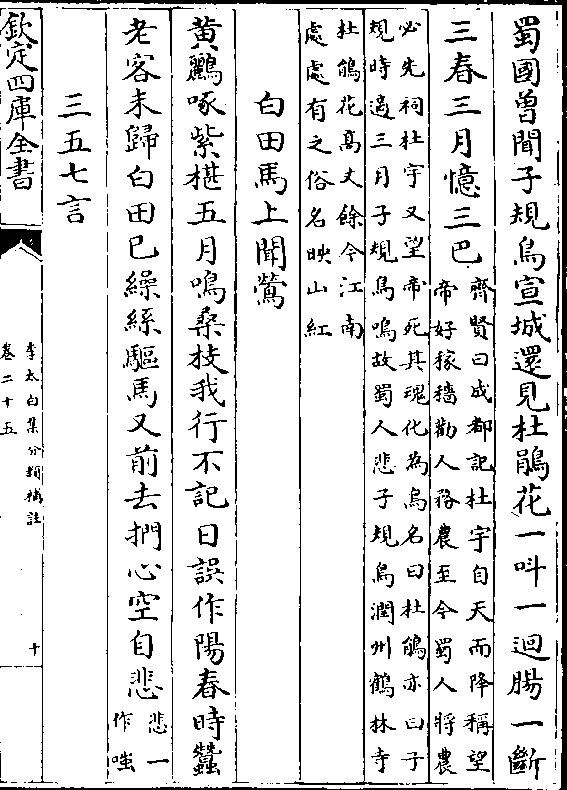 蜀國曾聞子規鳥宣城還見杜鵑花一叫一迴腸一斷
三春三月憶三巴
齊賢曰成都記杜宇自天而降稱望
帝好稼穡勸人務農至今蜀人將農
必先祠杜宇又望帝死其魂化為鳥名曰杜鵑亦曰子
規時適三月子規鳥鳴故蜀人悲子規鳥潤州鶴林寺
杜鵑花高丈餘今江南
處處有之俗名映山紅
白田馬上聞鶯
黄鸝啄紫椹五月鳴桑枝我行不記日誤作陽春時蠶
老客未歸白田已繰絲驅馬又前去捫心空自悲
悲一
作嗤
三五七言
欽定四庫全書
李太白集分類補註
卷二十五
十